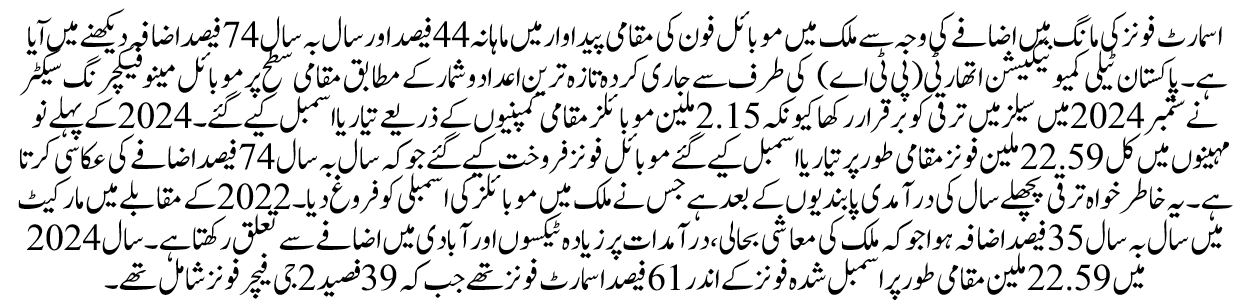 اسمارٹ فونز کی مانگ میں اضافے کی وجہ سے ملک میں موبائل فون کی مقامی پیداوار میں ماہانہ 44 فیصد اور سال بہ سال 74 فیصد اضافہ دیکھنے میں آیا
ہے۔ پاکستان ٹیلی کمیونیکیشن اتھارٹی (پی ٹی اے) کی طرف سے جاری کردہ تازہ ترین اعداد و شمار کے مطابق مقامی سطح پر موبائل مینوفیکچرنگ سیکٹر
نے ستمبر 2024 میں سیلز میں ترقی کو برقرار رکھا کیونکہ 2.15 ملین موبائلز مقامی کمپنیوں کے ذریعے تیار یا اسمبل کیے گئے۔ 2024 کے پہلے نو
مہینوں میں کل 22.59 ملین فونز مقامی طور پر تیار یا اسمبل کیے گئے موبائل فونز فروخت کیے گئے جو کہ سال بہ سال 74 فیصد اضافے کی عکاسی کرتا
ہے۔ یہ خاطر خواہ ترقی پچھلے سال کی درآمدی پابندیوں کے بعد ہے جس نے ملک میں موبائلز کی اسمبلی کو فروغ دیا۔ 2022 کے مقابلے میں مارکیٹ
میں سال بہ سال 35 فیصد اضافہ ہوا جو کہ ملک کی معاشی بحالی، درآمدات پر زیادہ ٹیکسوں اور آبادی میں اضافے سے تعلق رکھتا ہے۔ سال 2024
میں 22.59 ملین مقامی طور پر اسمبل شدہ فونز کے اندر 61 فیصد اسمارٹ فونز تھے جب کہ 39 فصید 2 جی فیچر فونز شامل تھے۔